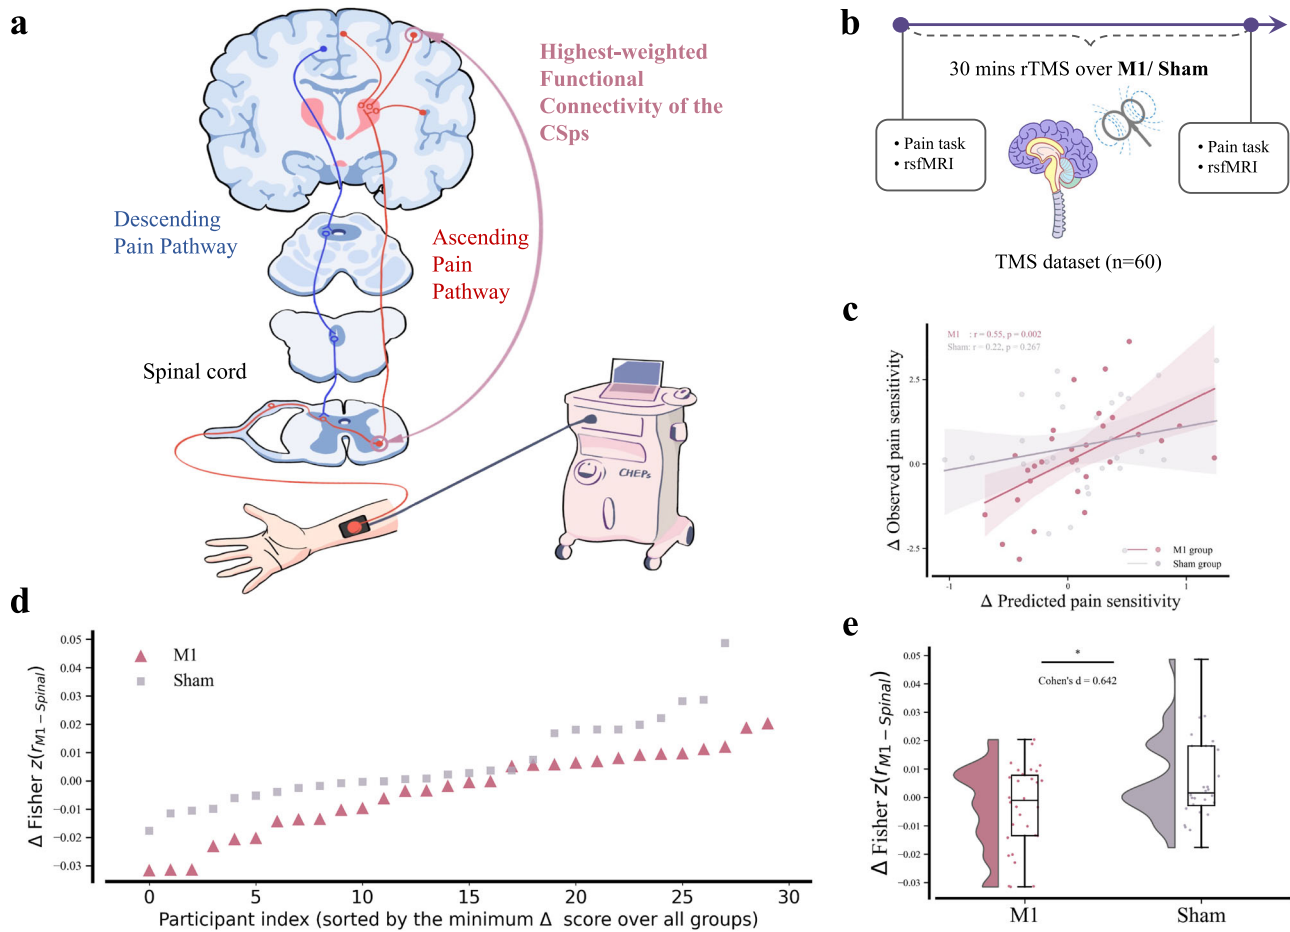 a
Highest-weighted
Functional
Connectivity of the
CSps
Descending
Pain Pathway
Ascending
Pain
Pathway
Spinal cord
CHEPs
b
30 mins rTMS over M1/ Sham
• Pain task
• rsfMRI
• Pain task
• rsfMRI
TMS dataset (n=60)
c
M1 : r = 0.55, p = 0.002
Sham: r = 0.22, p = 0.267
Δ Observed pain sensitivity
2.5
0.0
-2.5
M1 group
Sham group
-1
0
1
Δ Predicted pain sensitivity
d
Δ Fisher z(r_M1−Spinal)
0.05
0.04
0.03
0.02
0.01
0.00
−0.01
−0.02
−0.03
M1
Sham
0
5
10
15
20
25
30
Participant index (sorted by the minimum Δ score over all groups)
e
Δ Fisher z(r_M1−Spinal)
0.05
0.04
0.03
0.02
0.01
0.00
−0.01
−0.02
−0.03
*
Cohen's d = 0.642
M1
Sham